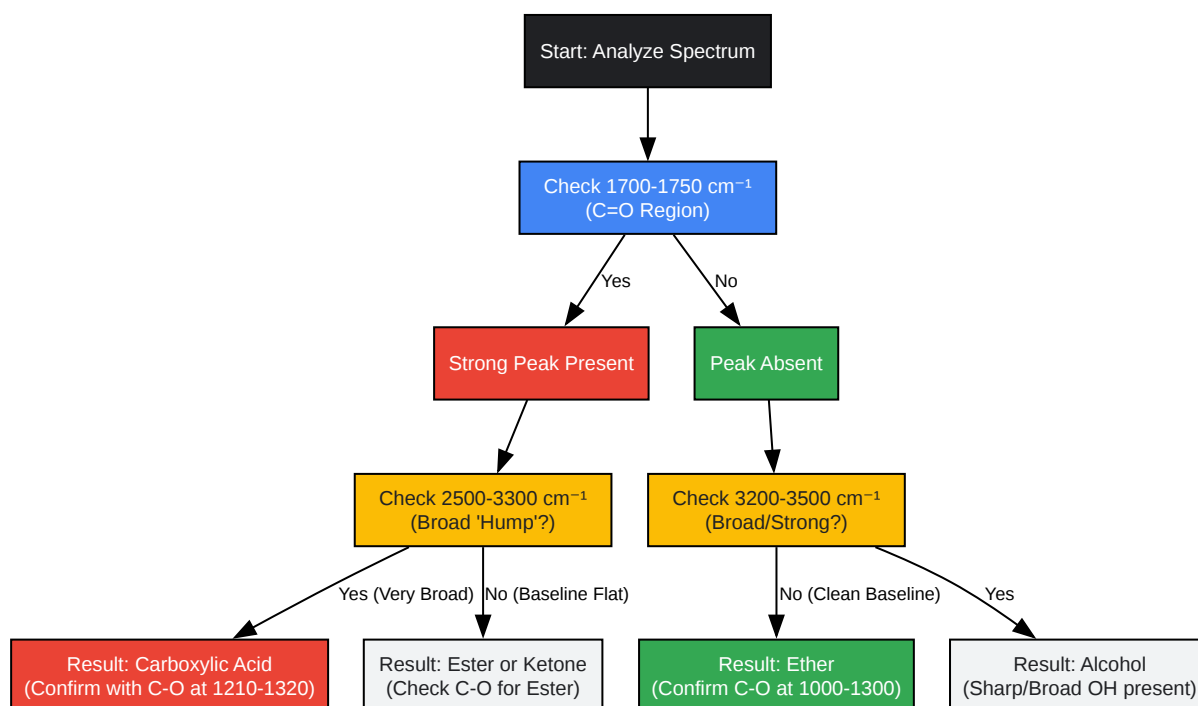 Start: Analyze Spectrum
Check 1700-1750 cm⁻¹
(C=O Region)
Yes
No
Strong Peak Present
Peak Absent
Check 2500-3300 cm⁻¹
(Broad 'Hump'?)
Check 3200-3500 cm⁻¹
(Broad/Strong?)
Yes (Very Broad)
No (Baseline Flat)
No (Clean Baseline)
Yes
Result: Carboxylic Acid
(Confirm with C-O at 1210-1320)
Result: Ester or Ketone
(Check C-O for Ester)
Result: Ether
(Confirm C-O at 1000-1300)
Result: Alcohol
(Sharp/Broad OH present)